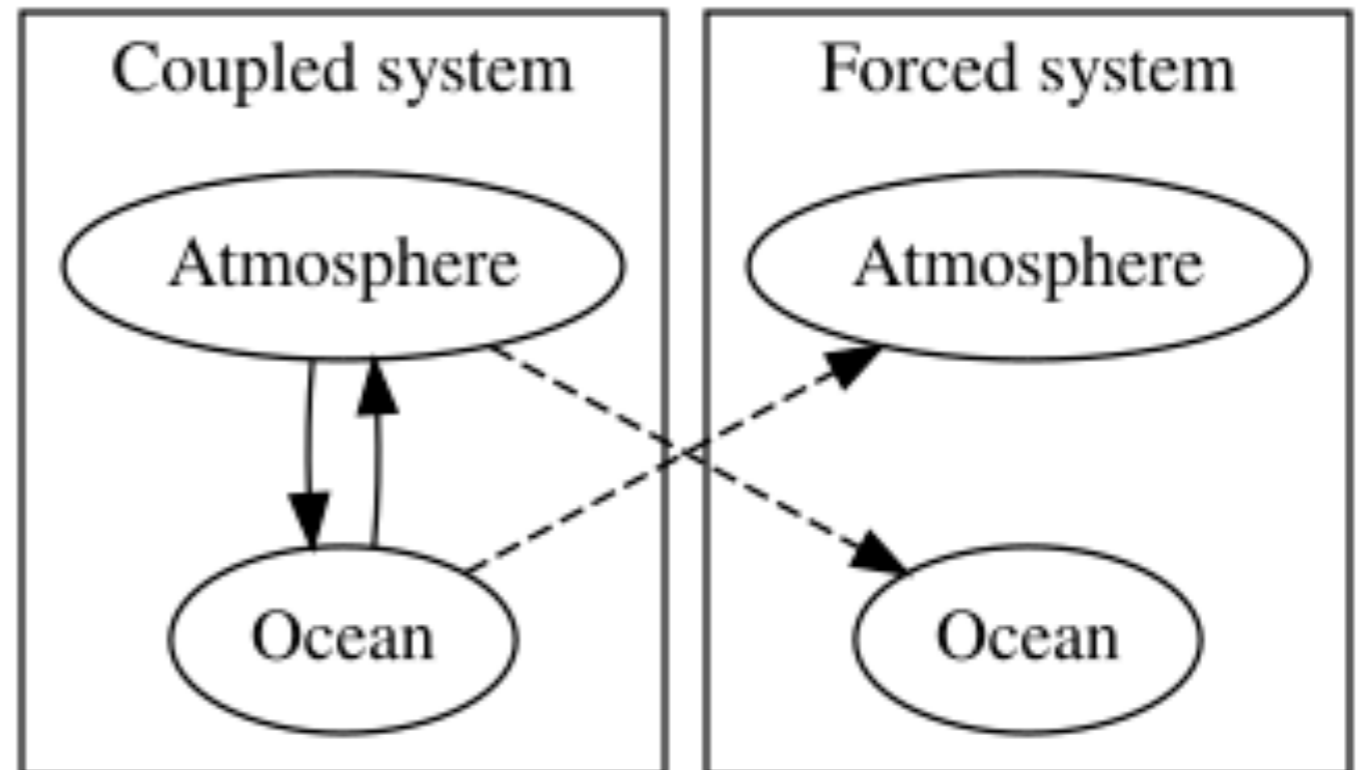 Coupled system
Atmosphere
Ocean
Forced system
Atmosphere
Ocean